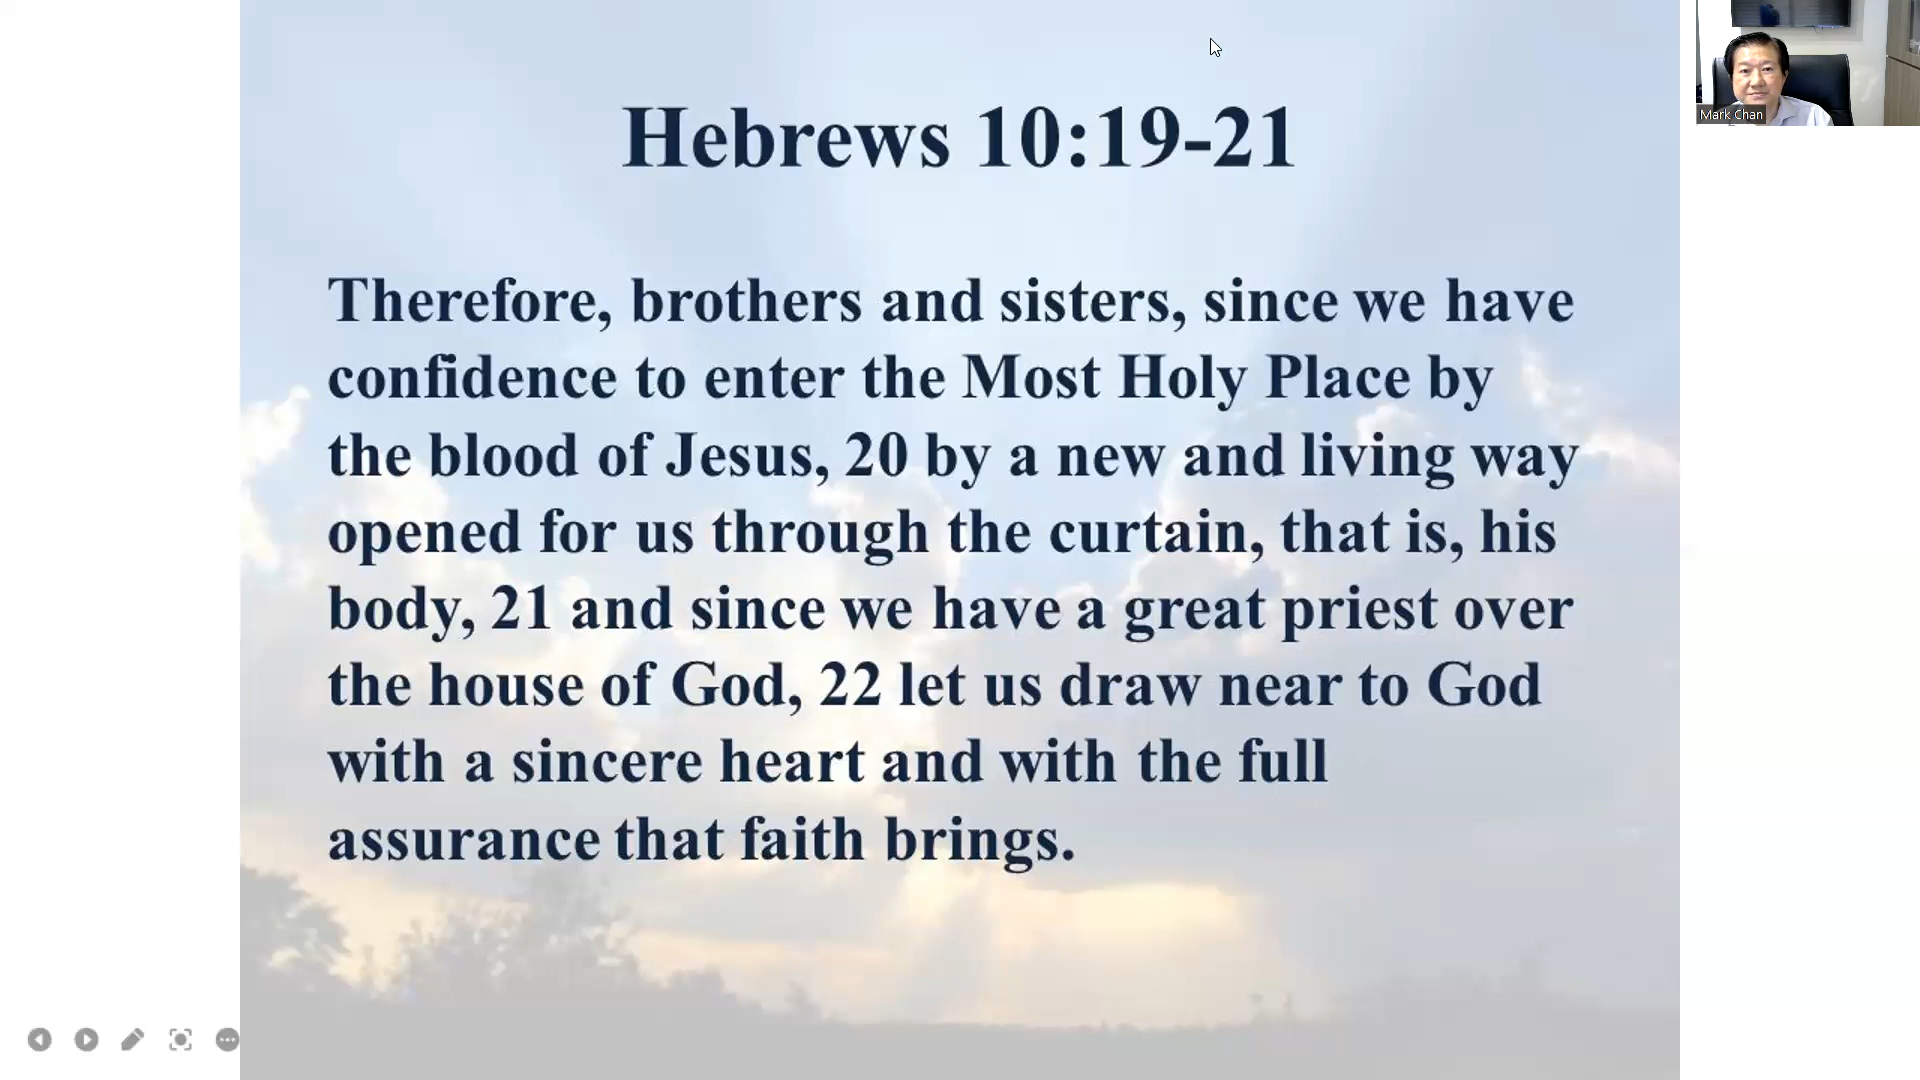 Hebrews 10:19-21
Therefore, brothers and sisters, since we have
confidence to enter the Most Holy Place by
the blood of Jesus, 20 by a new and living way
opened for us through the curtain, that is, his
body, 21 and since we have a great priest over
the house of God, 22 let us draw near to God
with a sincere heart and with the full
assurance that faith brings.
Mark Chan